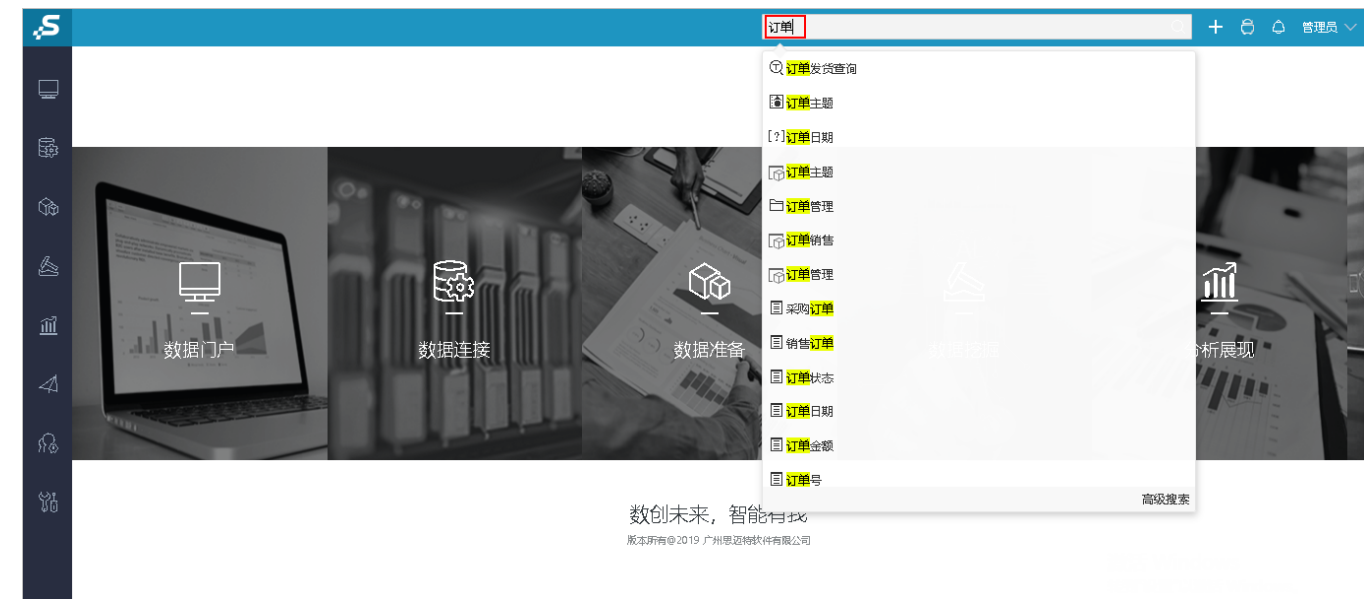 订单
管理员
订单发货查询
订单主题
[?]订单日期
订单主题
订单管理
订单销售
订单管理
采购订单
销售订单
订单状态
订单日期
订单金额
订单号
高级搜索
数据门户
数据连接
数据准备
数据挖掘
分析展现
数创未来，智能有我
版本所有@2019 广州思迈特软件有限公司